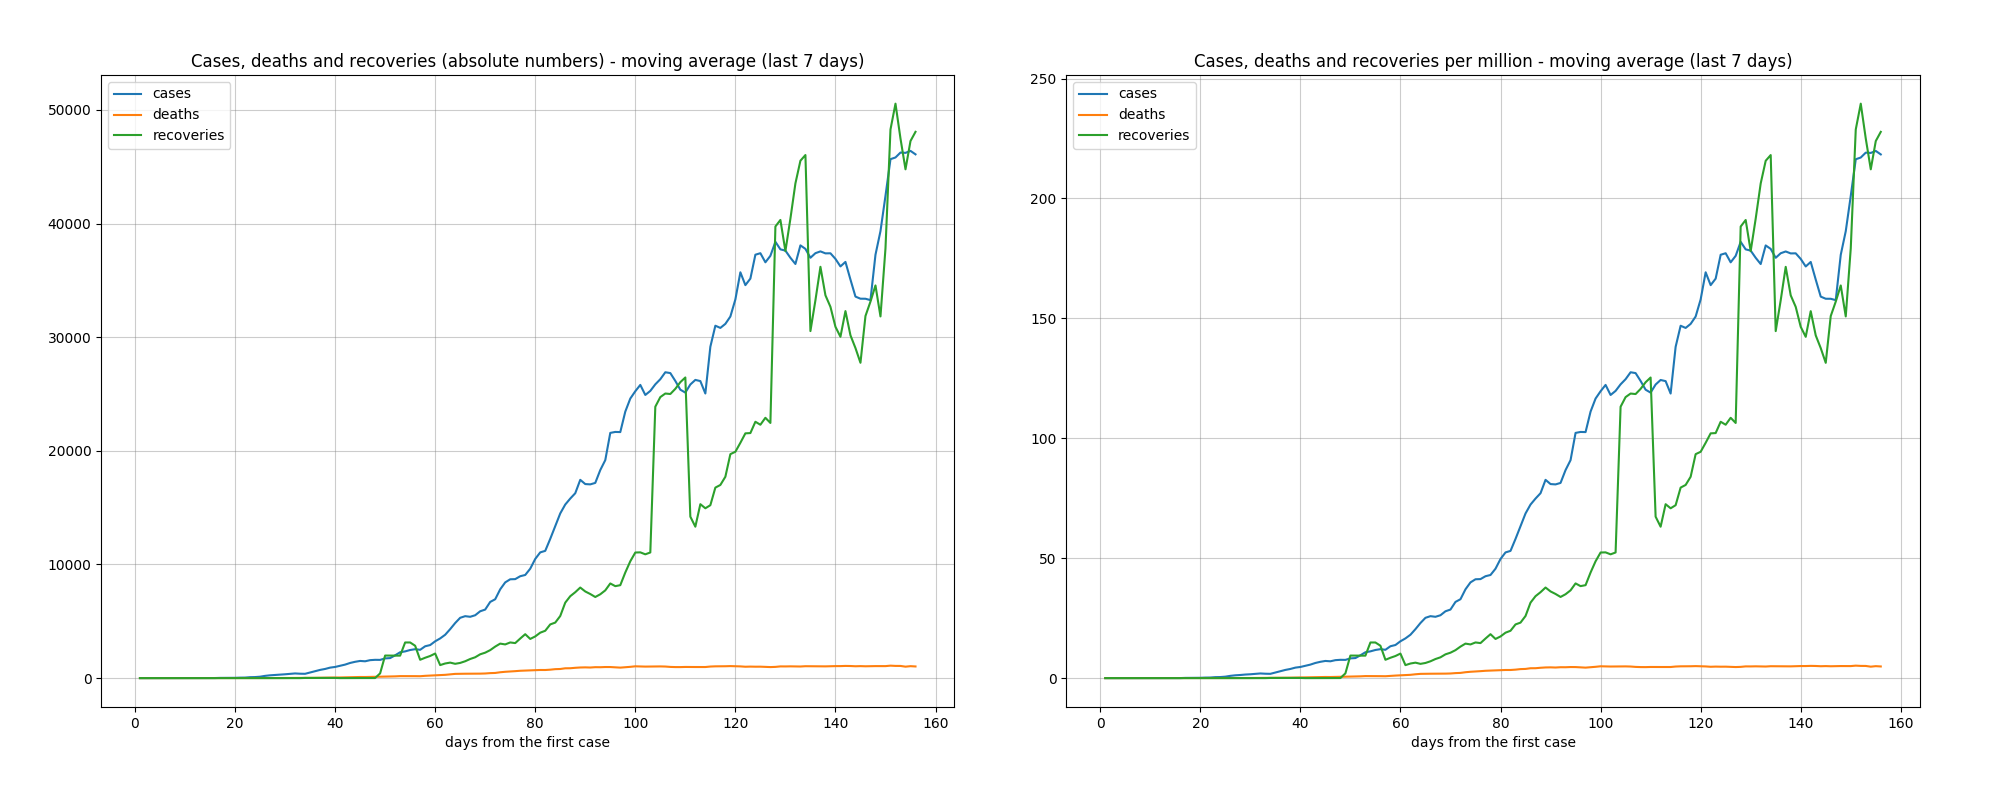 Cases, deaths and recoveries (absolute numbers) - moving average (last 7 days)
cases
deaths
recoveries
50000
40000
30000
20000
10000
0
0 20 40 60 80 100 120 140 160
days from the first case
Cases, deaths and recoveries per million - moving average (last 7 days)
cases
deaths
recoveries
250
200
150
100
50
0
0 20 40 60 80 100 120 140 160
days from the first case